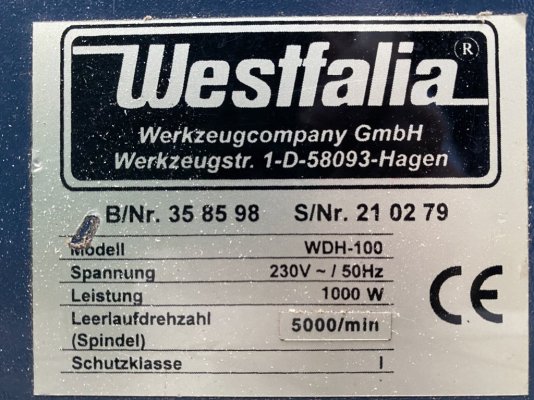 Westfalia ®
Werkzeugcompany GmbH
Werkzeugstr. 1-D-58093-Hagen
B/Nr. 35 85 98 S/Nr. 21 02 79
Modell WDH-100
Spannung 230V ~ / 50Hz
Leistung 1000 W
Leerlaufdrehzahl 5000/min
(Spindel)
Schutzklasse I
CE